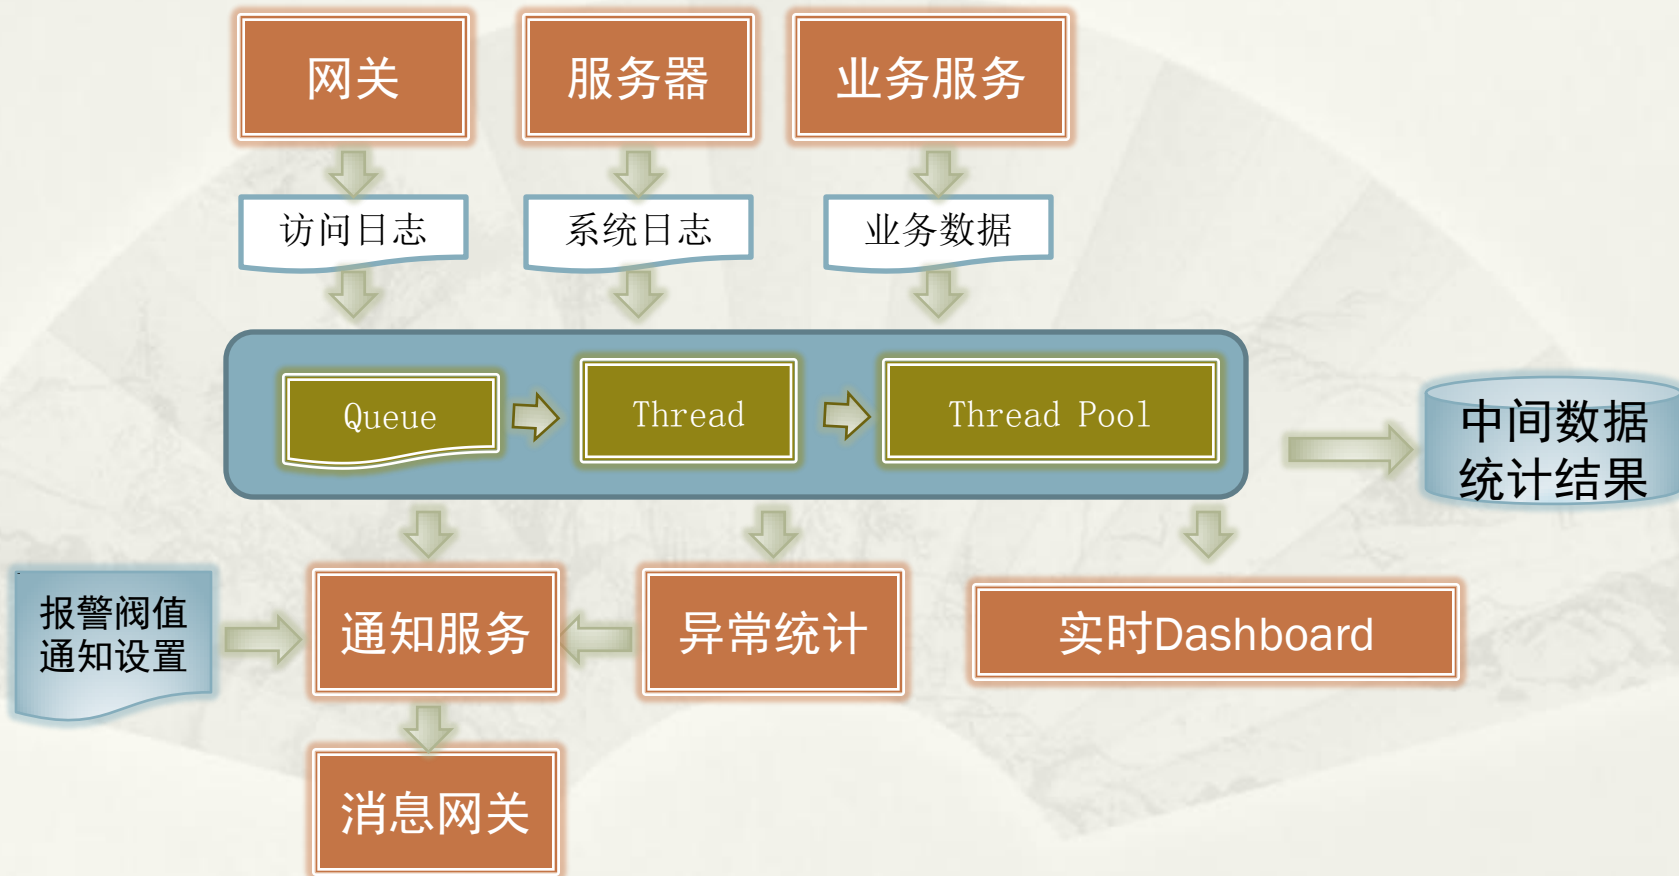 网关
服务器
业务服务
访问日志
系统日志
业务数据
Queue
Thread
Thread Pool
中间数据
统计结果
报警阀值
通知设置
通知服务
异常统计
实时Dashboard
消息网关